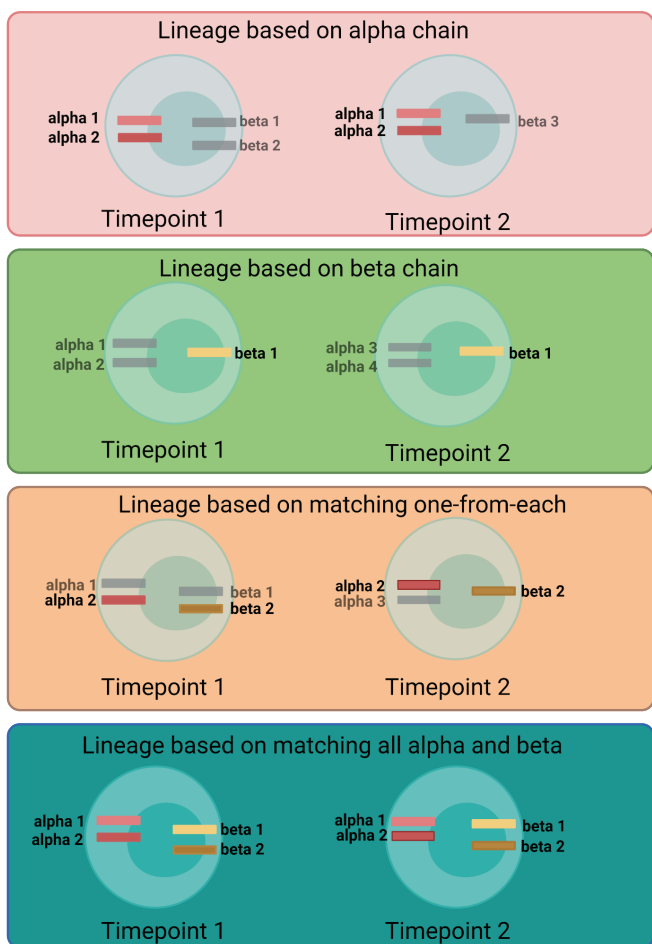 Lineage based on alpha chain
alpha 1
alpha 2
beta 1
beta 2
alpha 1
alpha 2
beta 3
Timepoint 1
Timepoint 2
Lineage based on beta chain
alpha 1
alpha 2
beta 1
alpha 3
alpha 4
beta 1
Timepoint 1
Timepoint 2
Lineage based on matching one-from-each
alpha 1
alpha 2
beta 1
beta 2
alpha 2
alpha 3
beta 2
Timepoint 1
Timepoint 2
Lineage based on matching all alpha and beta
alpha 1
alpha 2
beta 1
beta 2
alpha 1
alpha 2
beta 1
beta 2
Timepoint 1
Timepoint 2